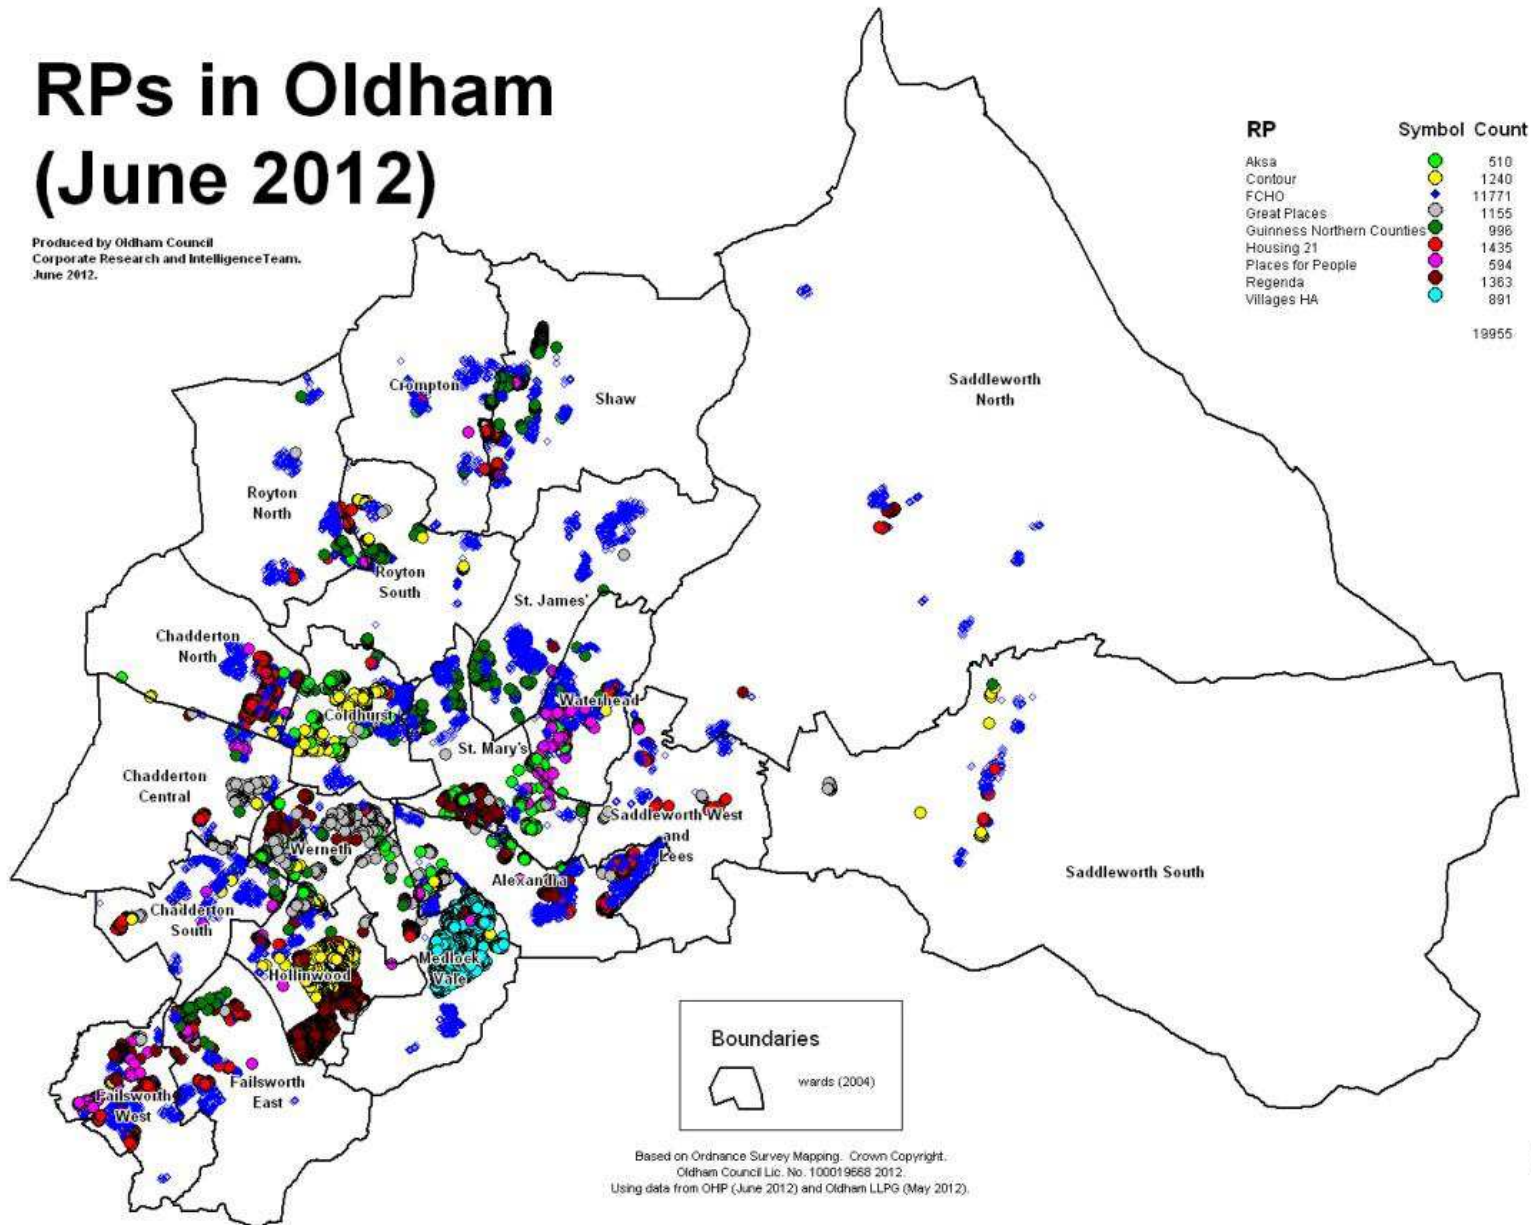 RPs in Oldham
(June 2012)
Produced by Oldham Council
Corporate Research and IntelligenceTeam.
June 2012.
RP Symbol Count
Aksa 510
Contour 1240
FCHO 11771
Great Places 1155
Guinness Northern Counties 996
Housing 21 1435
Places for People 594
Regenda 1363
Villages HA 891
19955
Crompton
Shaw
Saddleworth
North
Royton
North
Royton
South
St. James'
Chadderton
North
Waterhead
Coldhurst
St. Mary's
Chadderton
Central
Saddleworth West
and
Lees
Werneth
Alexandra
Saddleworth South
Chadderton
South
Medlock
Vale
Hollinwood
Failsworth
East
Failsworth
West
Boundaries
wards (2004)
Based on Ordnance Survey Mapping. Crown Copyright.
Oldham Council Lic. No. 100019668 2012.
Using data from OHP (June 2012) and Oldham LLPG (May 2012).